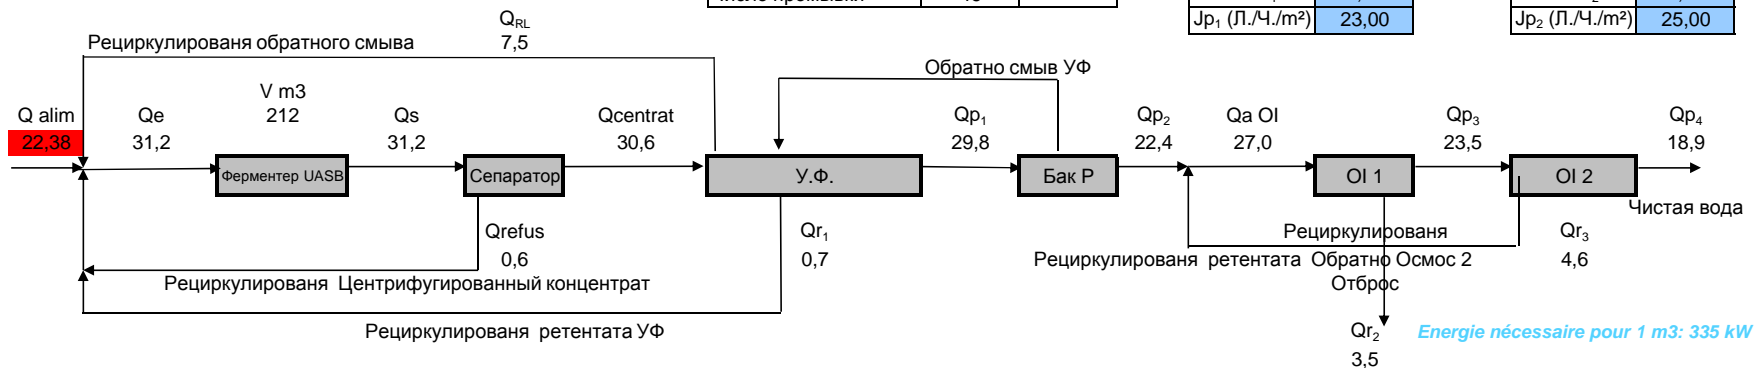 Jp₁ (Л./Ч./m²) 23,00
Jp₂ (Л./Ч./m²) 25,00
Q_RL
7,5
Рециркулированя обратного смыва
Обратно смыв УФ
Q alim
22,38
Qe
31,2
V m3
212
Qs
31,2
Qcentrat
30,6
Qp₁
29,8
Qp₂
22,4
Qa OI
27,0
Qp₃
23,5
Qp₄
18,9
Ферментер UASB
Сепаратор
У.Ф.
Бак Р
OI 1
OI 2
Чистая вода
Qrefus
0,6
Qr₁
0,7
Рециркулированя
Qr₃
4,6
Рециркулированя ретентата Обратно Осмос 2
Отброс
Рециркулированя Центрифугированный концентрат
Рециркулированя ретентата УФ
Qr₂
3,5
Energie nécessaire pour 1 m3: 335 kW